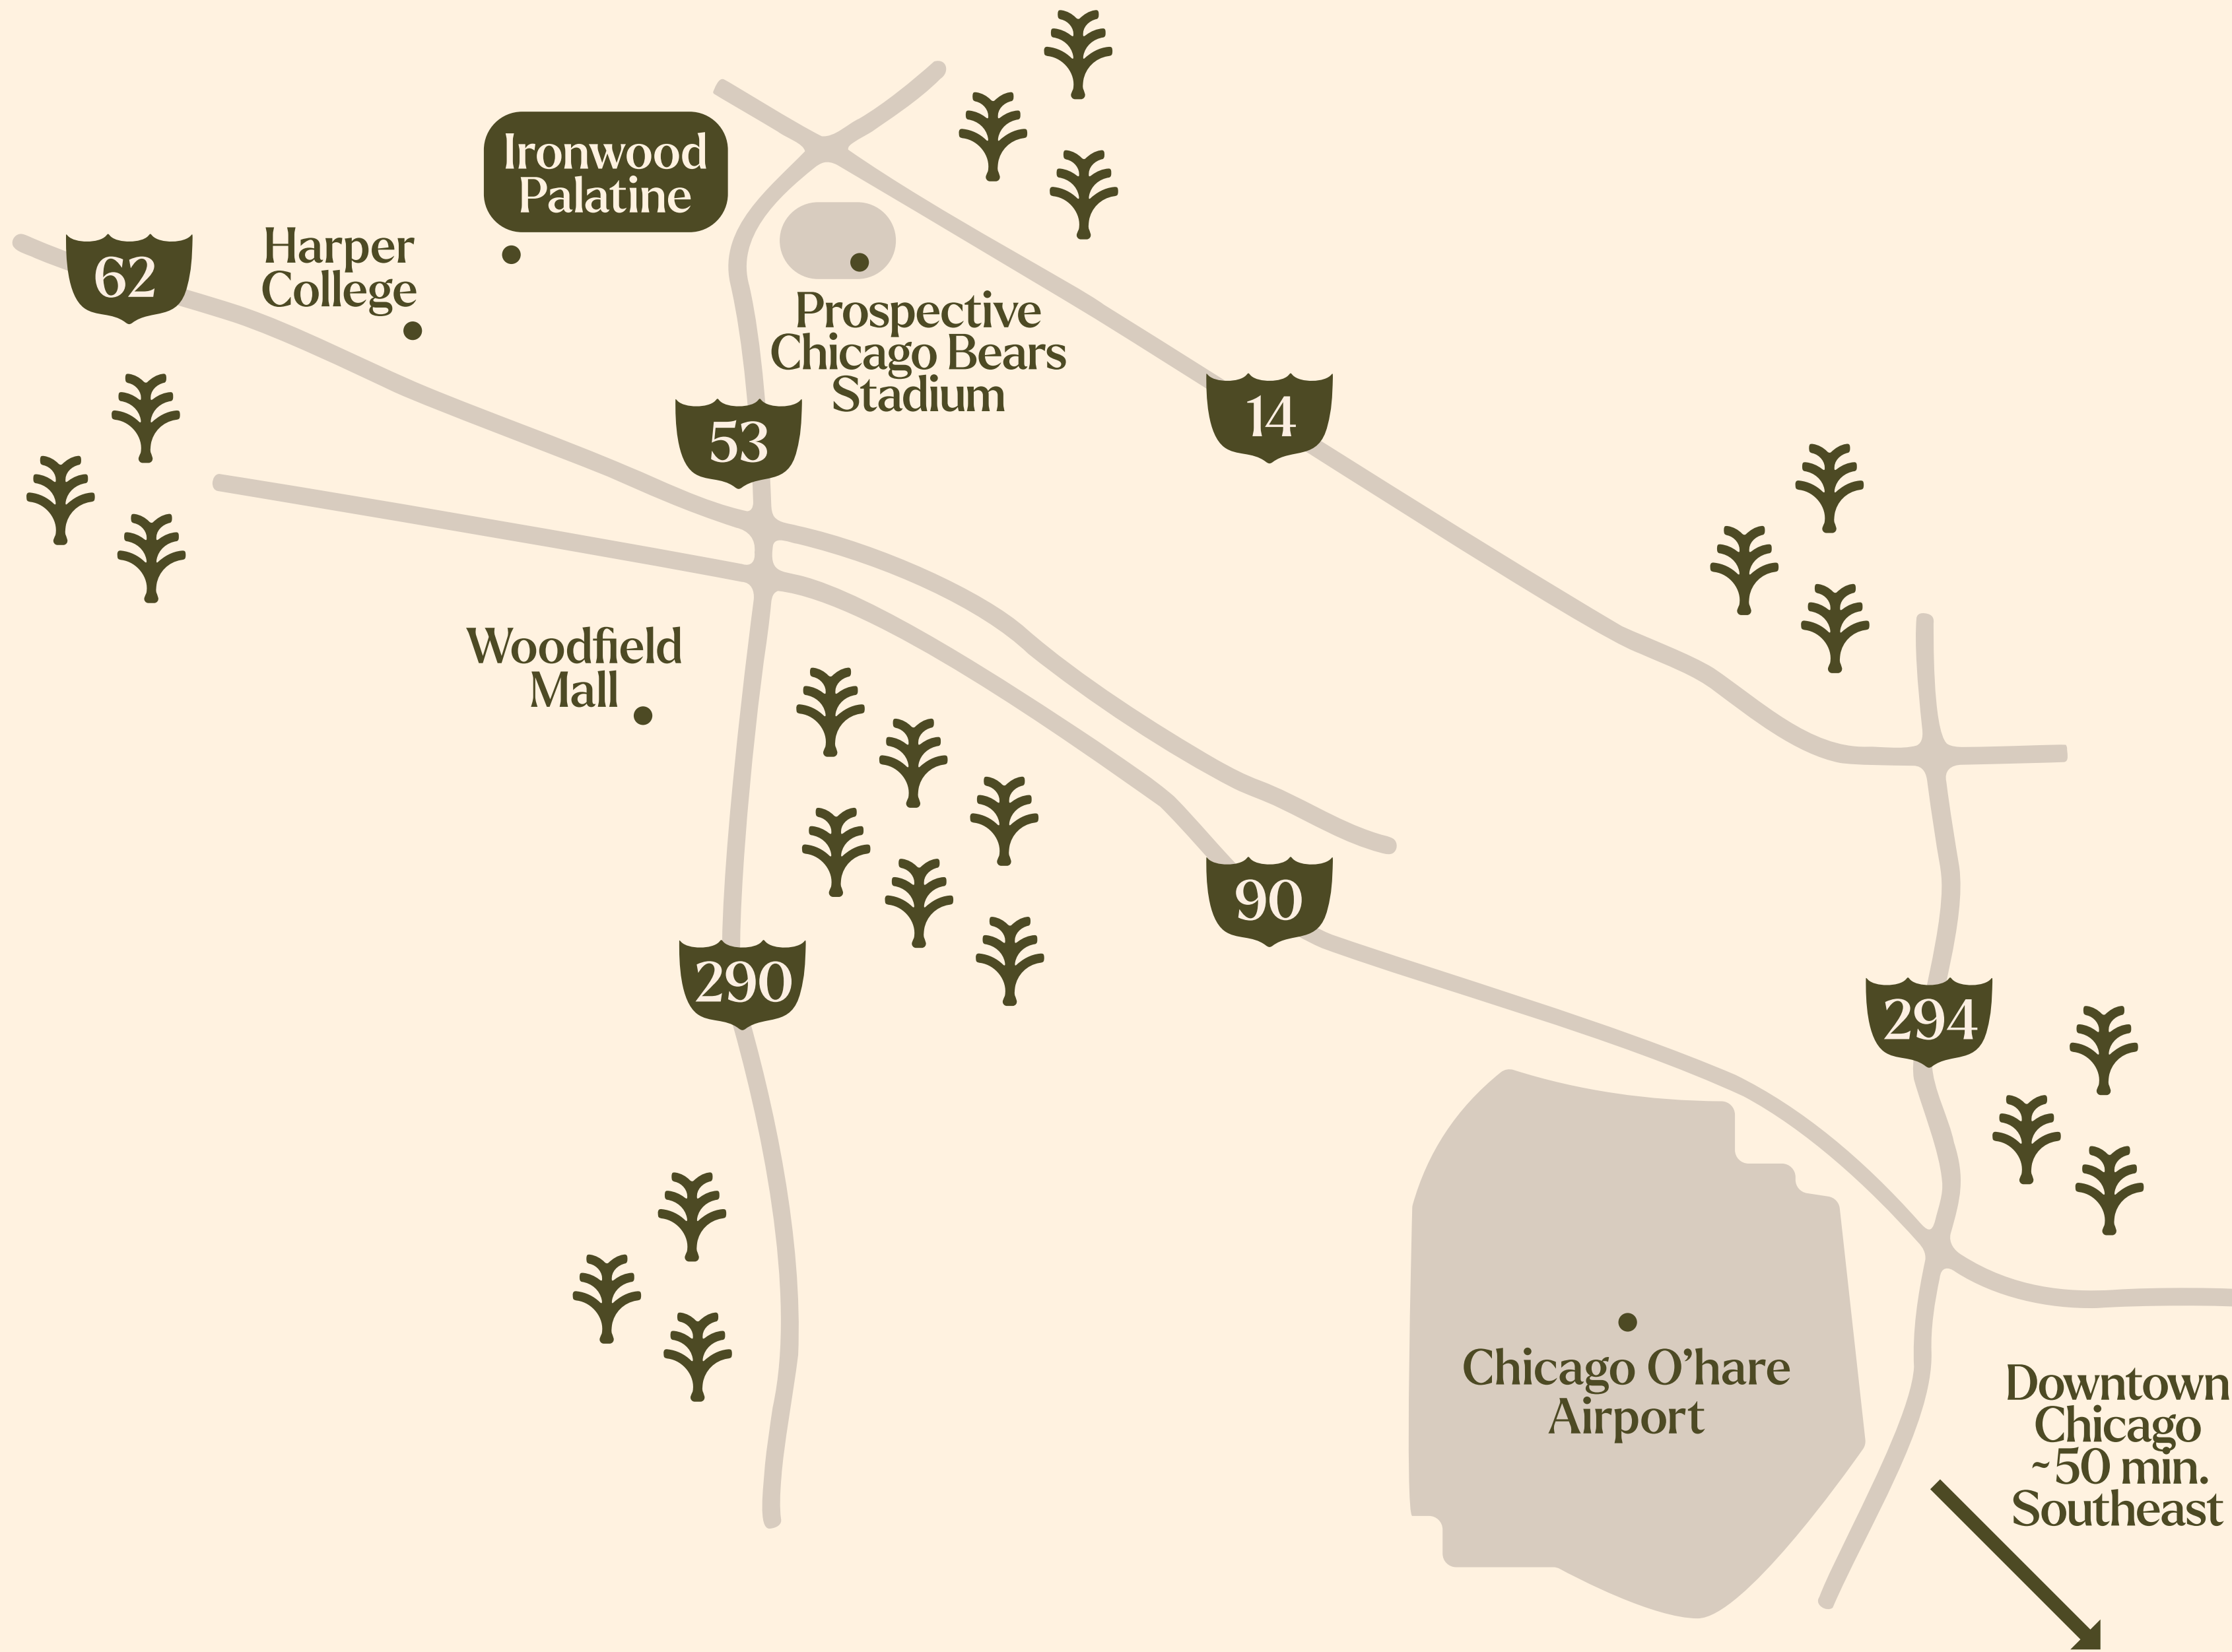 Ironwood
Palatine
62
Harper
College
Prospective
Chicago Bears
Stadium
53
14
Woodfield
Mall
90
290
294
Chicago O’hare
Airport
Downtown
Chicago
~50 min.
Southeast